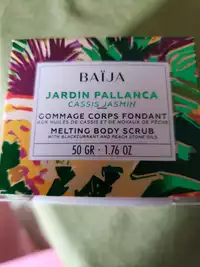 BAÏJA
JARDIN PALLANCA
CASSIS JASMIN
GOMMAGE CORPS FONDANT
AUX HUILES DE CASSIS ET DE NOYAUX DE PÊCHE
MELTING BODY SCRUB
WITH BLACKCURRANT AND PEACH STONE OILS
50 GR - 1.76 OZ